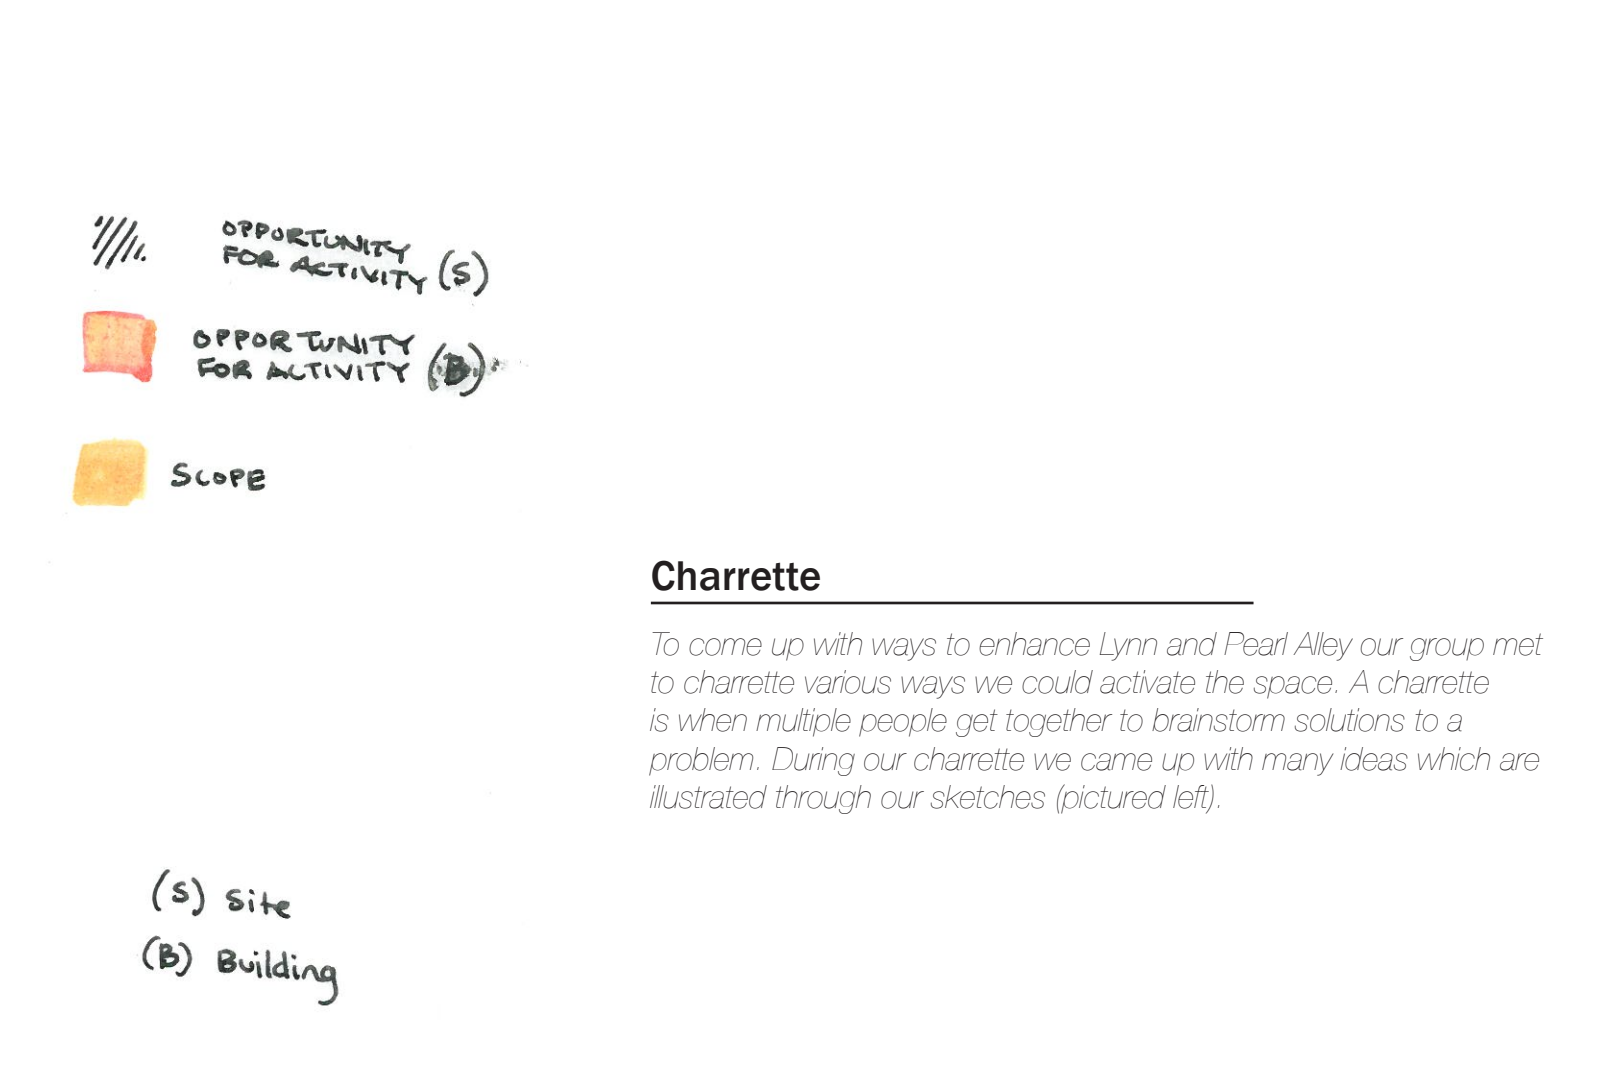 OPPORTUNITY
FOR ACTIVITY (S)
OPPORTUNITY
FOR ACTIVITY (B)
SCOPE
Charrette
To come up with ways to enhance Lynn and Pearl Alley our group met
to charrette various ways we could activate the space. A charrette
is when multiple people get together to brainstorm solutions to a
problem. During our charrette we came up with many ideas which are
illustrated through our sketches (pictured left).
(S) Site
(B) Building